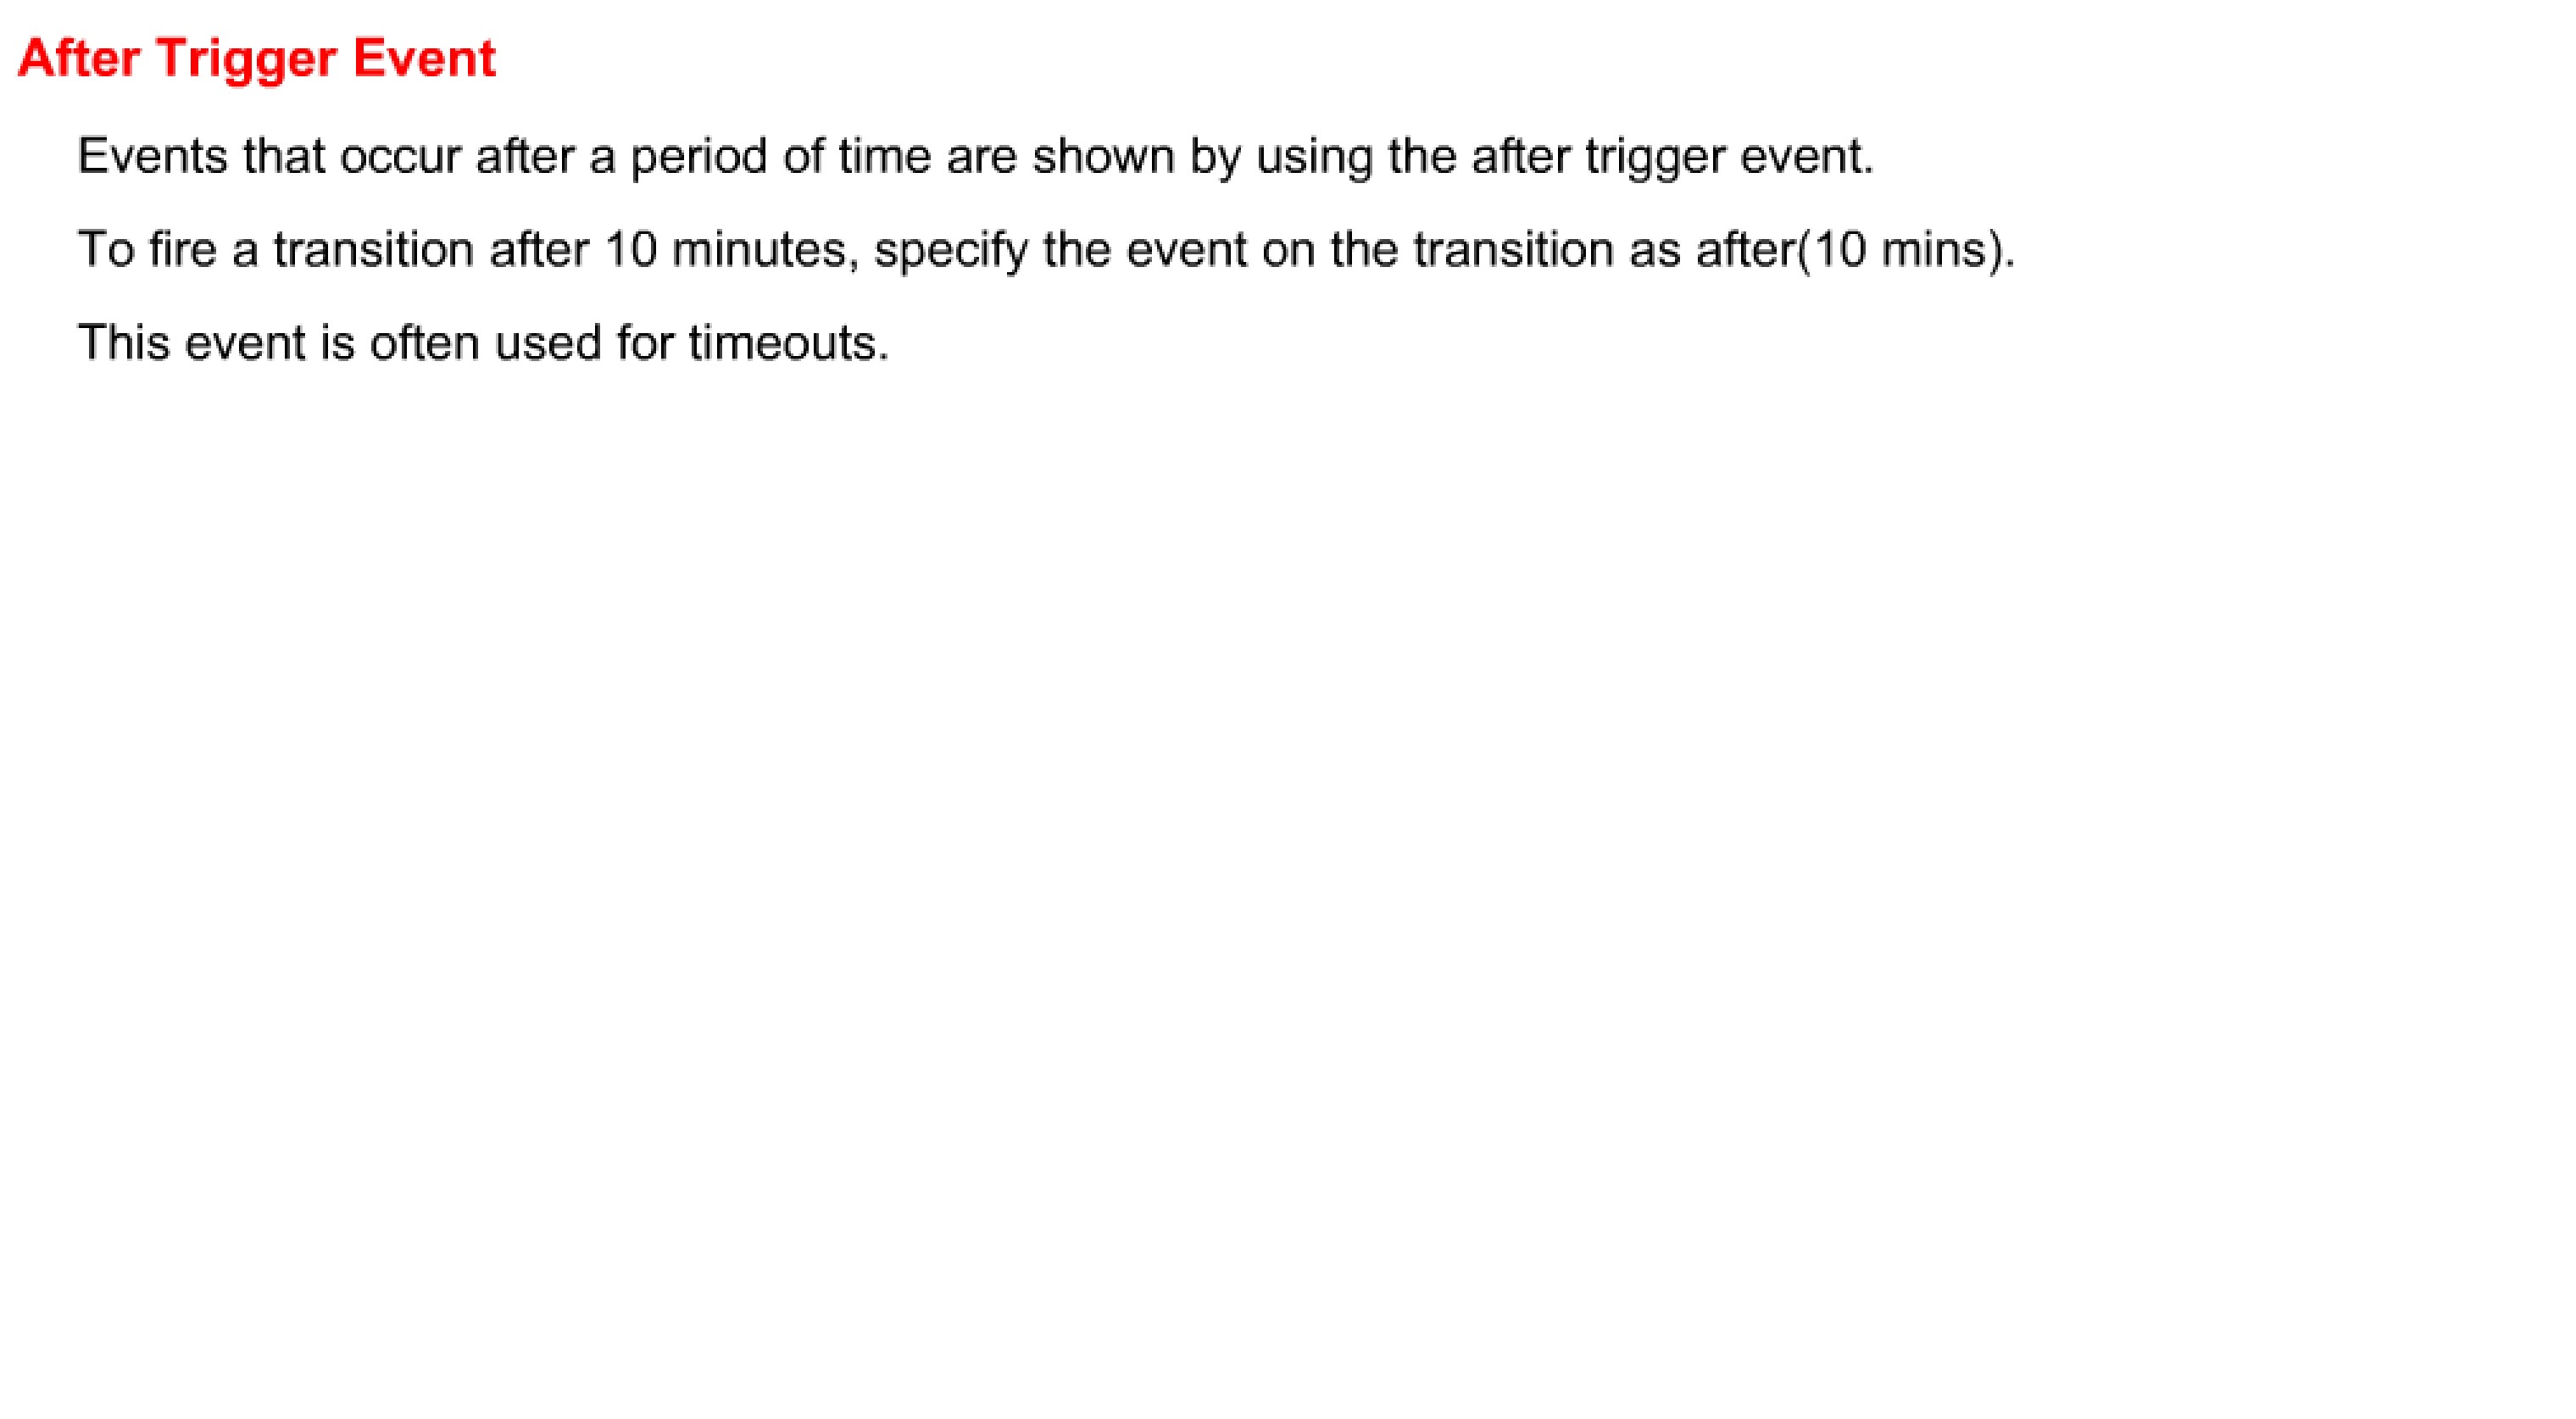 After Trigger Event
Events that occur after a period of time are shown by using the after trigger event.
To fire a transition after 10 minutes, specify the event on the transition as after(10 mins).
This event is often used for timeouts.